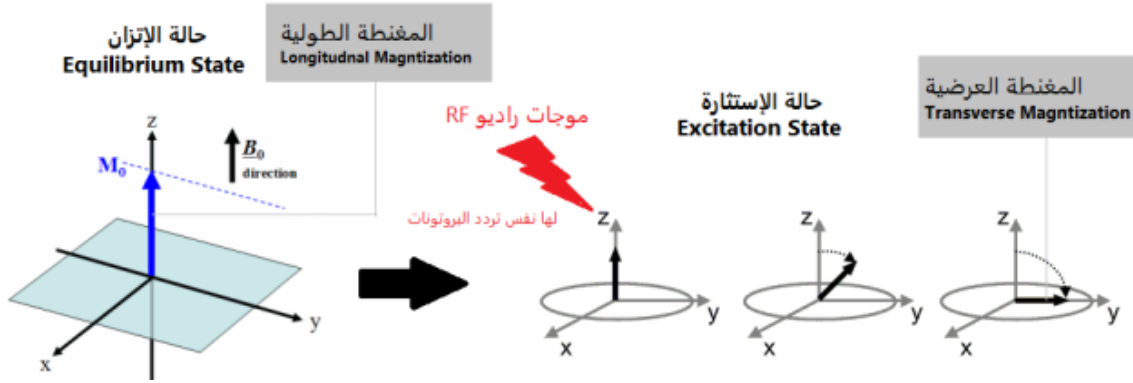 حالة الإتزان
Equilibrium State
المغنطة الطولية
Longitudnal Magntization
z
M₀
B₀
direction
y
x
موجات راديو RF
لها نفس تردد البروتونات
حالة الإستثارة
Excitation State
المغنطة العرضية
Transverse Magntization
z
y
x
z
y
x
z
y
x